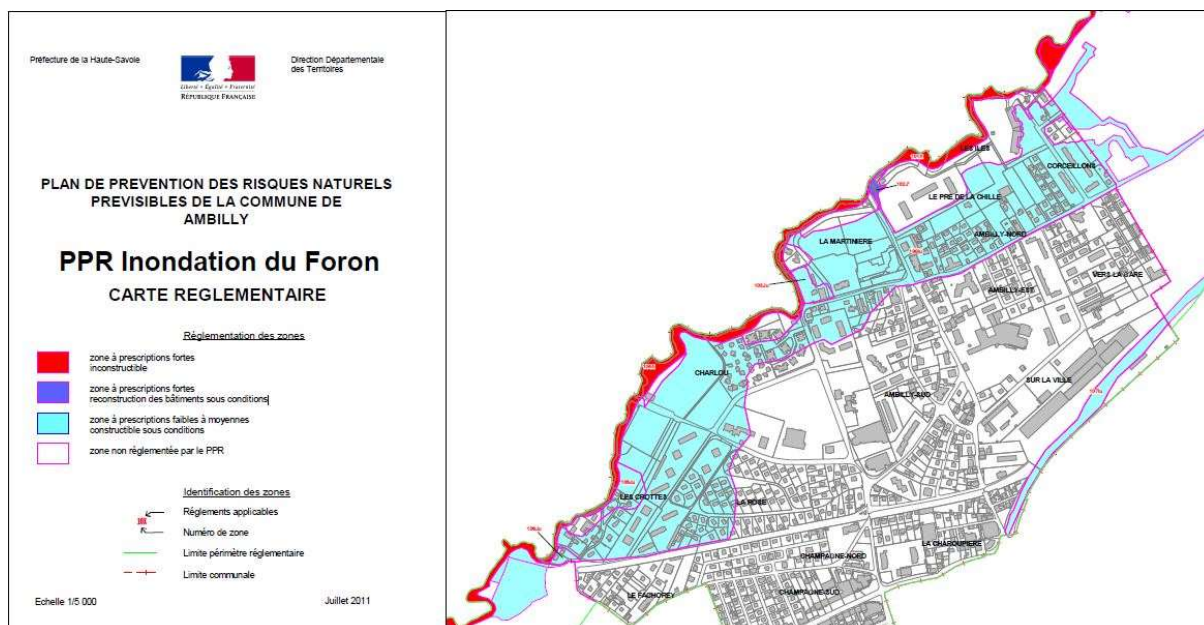 Préfecture de la Haute-Savoie
Liberté • Égalité • Fraternité
RÉPUBLIQUE FRANÇAISE
Direction Départementale
des Territoires
PLAN DE PREVENTION DES RISQUES NATURELS
PREVISIBLES DE LA COMMUNE DE
AMBILLY
PPR Inondation du Foron
CARTE REGLEMENTAIRE
Réglementation des zones
zone à prescriptions fortes
inconstructible
zone à prescriptions fortes
reconstruction des bâtiments sous conditions
zone à prescriptions faibles à moyennes
constructible sous conditions
zone non réglementée par le PPR
Identification des zones
Réglements applicables
Numéro de zone
Limite périmètre réglementaire
Limite communale
Echelle 1/5 000
Juillet 2011
LES ILES
CORCEILLONS
LE PRE DE LA CHILLE
LA MARTINIERE
AMBILLY-NORD
VERS-LA-GARE
AMBILLY-EST
CHARLOU
SUR LA VILLE
AMBILLY-SUD
LES CROTTES
LA ROSE
LA CHAROUPIERE
CHAMPAGNE-NORD
CHAMPAGNE-SUD
LE FACHOREY